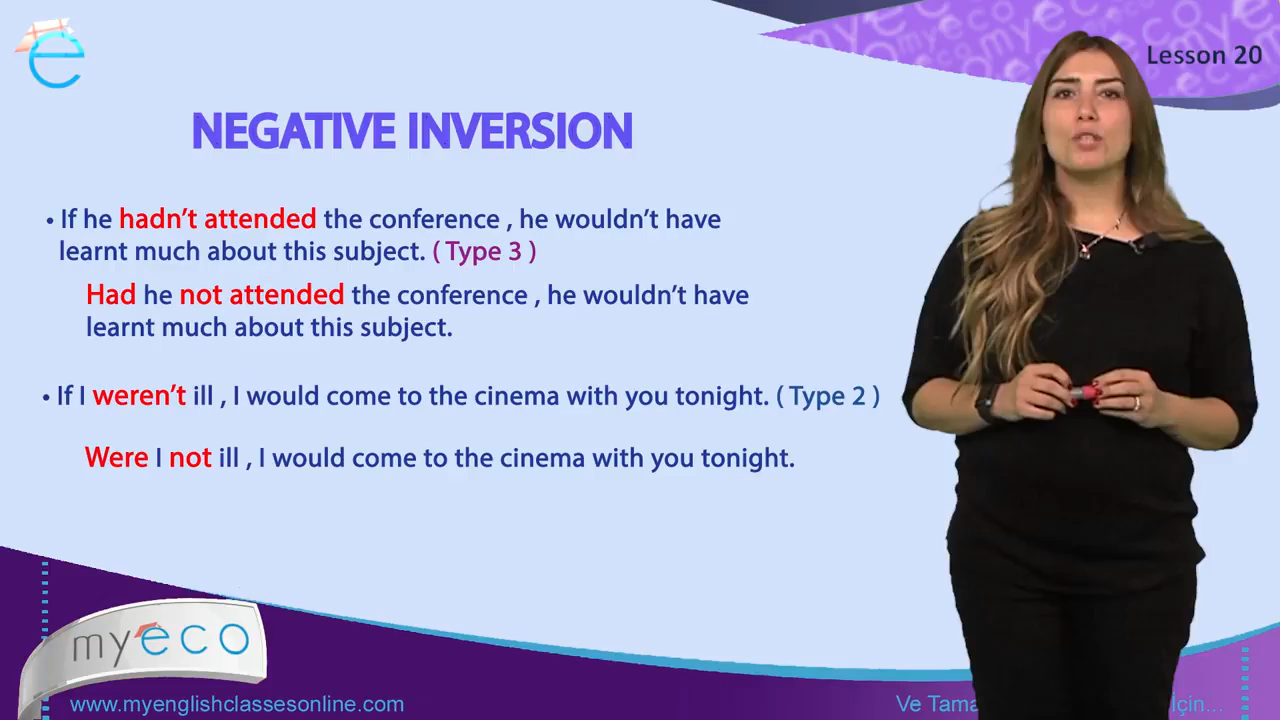 Lesson 20
NEGATIVE INVERSION
• If he hadn't attended the conference , he wouldn't have
learnt much about this subject. ( Type 3 )
Had he not attended the conference , he wouldn't have
learnt much about this subject.
• If I weren't ill , I would come to the cinema with you tonight. ( Type 2 )
Were I not ill , I would come to the cinema with you tonight.
myeco
www.myenglishclassesonline.com
Ve İçin...